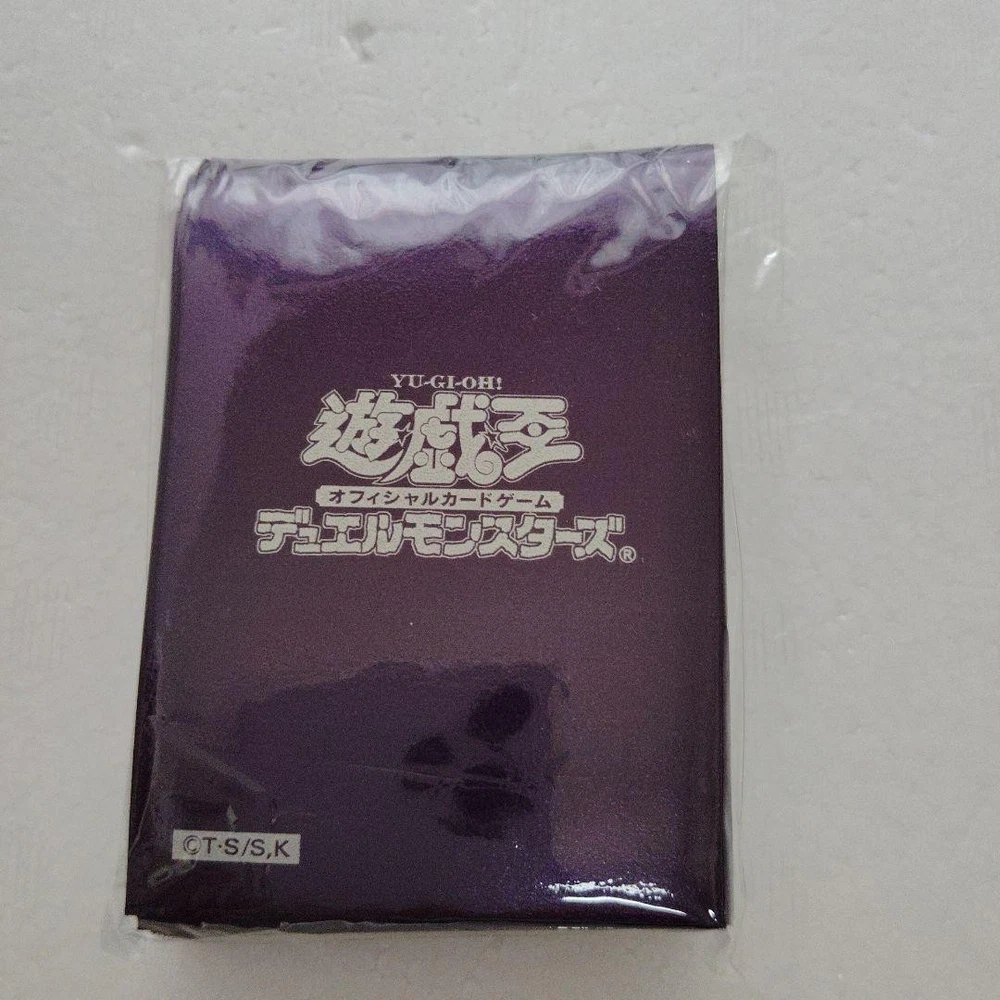 YU-GI-OH!
遊戯王
オフィシャルカードゲーム
デュエルモンスターズ®
©T·S/S,K